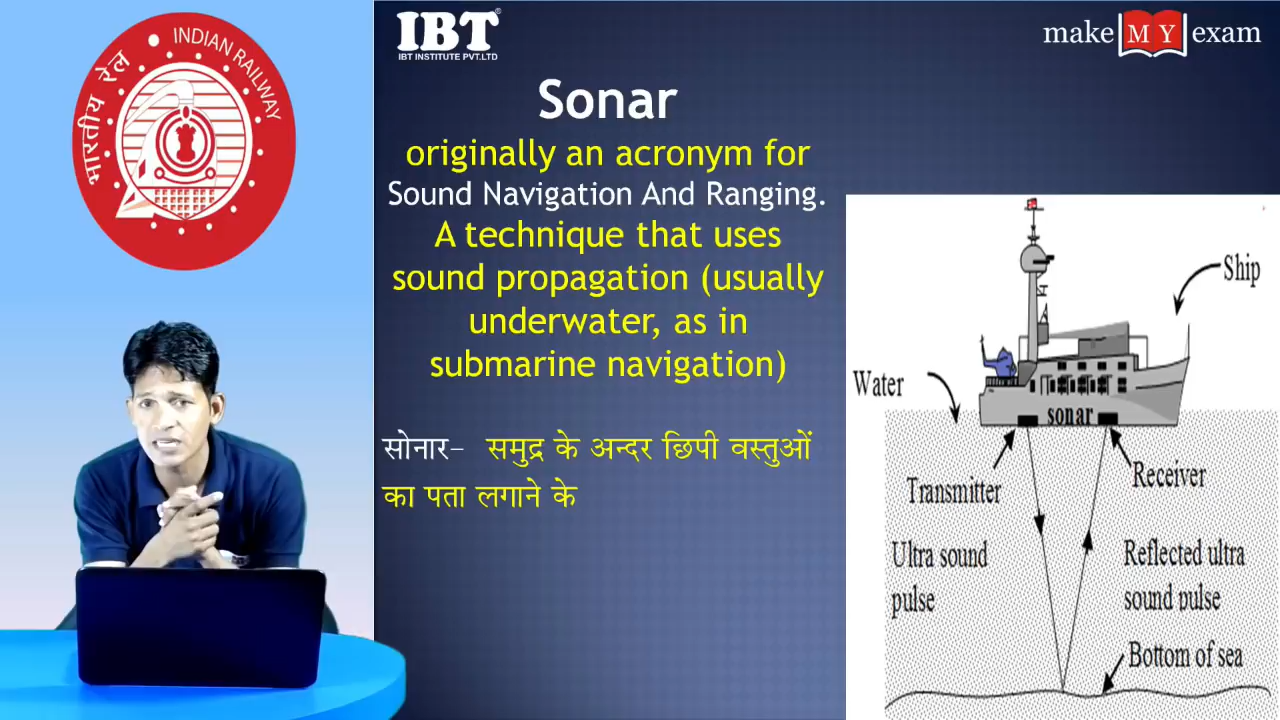 भारतीय रेल
INDIAN RAILWAY
IBT
IBT INSTITUTE PVT.LTD
make MY exam
Sonar
originally an acronym for
Sound Navigation And Ranging.
A technique that uses
sound propagation (usually
underwater, as in
submarine navigation)
सोनार– समुद्र के अन्दर छिपी वस्तुओं
का पता लगाने के
Ship
Water
sonar
Transmitter
Receiver
Ultra sound
pulse
Reflected ultra
sound pulse
Bottom of sea